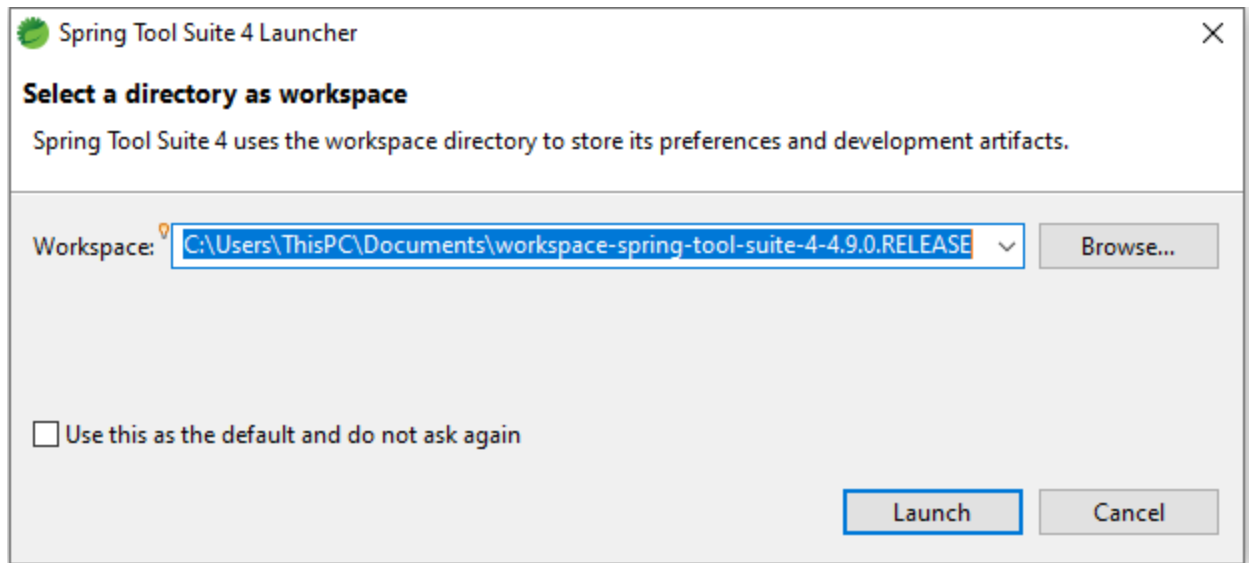 Spring Tool Suite 4 Launcher
Select a directory as workspace
Spring Tool Suite 4 uses the workspace directory to store its preferences and development artifacts.
Workspace: C:\Users\ThisPC\Documents\workspace-spring-tool-suite-4-4.9.0.RELEASE Browse...
Use this as the default and do not ask again
Launch Cancel